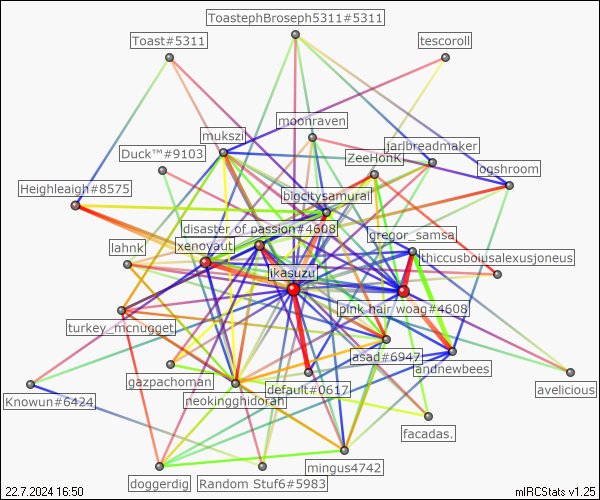 ToastephBroseph5311#5311
Toast#5311
tescoroll
moonraven
mukszi
jarlbreadmaker
Duck™#9103
ZeeHonk
ogshroom
Heighleigh#8575
bigcitysamurai
disaster of passion#4608
gregor_samsa
lahnk
xenoyaut
thiccusboiusalexusjoneus
ikasuzu
pink hair woag#4608
turkey_mcnugget
asad#6947
andnewbees
gazpachoman
default#0617
avelicious
Knowun#6424
neokingghidorah
facadas.
mingus4742
doggerdig
Random Stuf6#5983
22.7.2024 16:50
mIRCStats v1.25